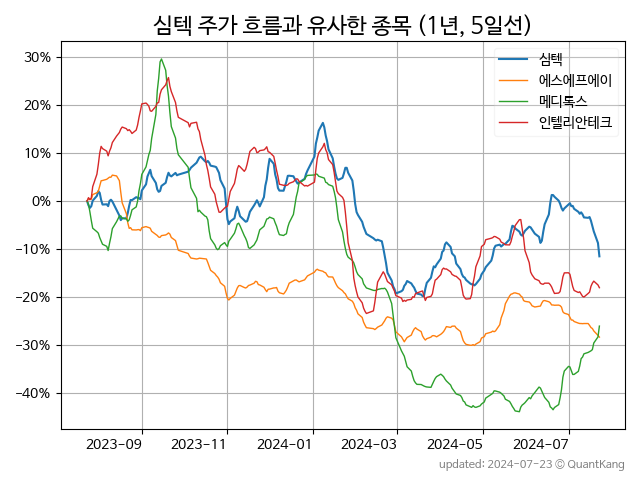 심텍 주가 흐름과 유사한 종목 (1년, 5일선)
심텍
에스에프에이
메디톡스
인텔리안테크
30%
20%
10%
0%
−10%
−20%
−30%
−40%
2023-09
2023-11
2024-01
2024-03
2024-05
2024-07
updated: 2024-07-23 © QuantKang